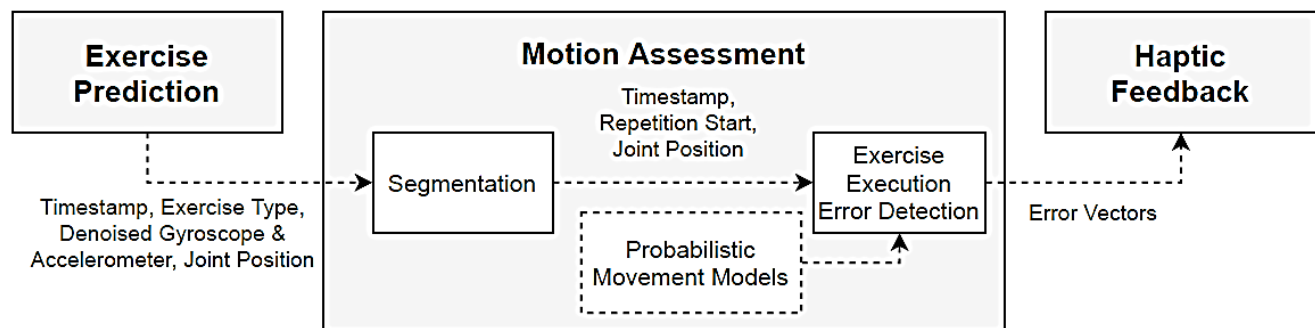 Exercise
Prediction
Timestamp, Exercise Type,
Denoised Gyroscope &
Accelerometer, Joint Position
Motion Assessment
Segmentation
Timestamp,
Repetition Start,
Joint Position
Probabilistic
Movement Models
Exercise
Execution
Error Detection
Haptic
Feedback
Error Vectors